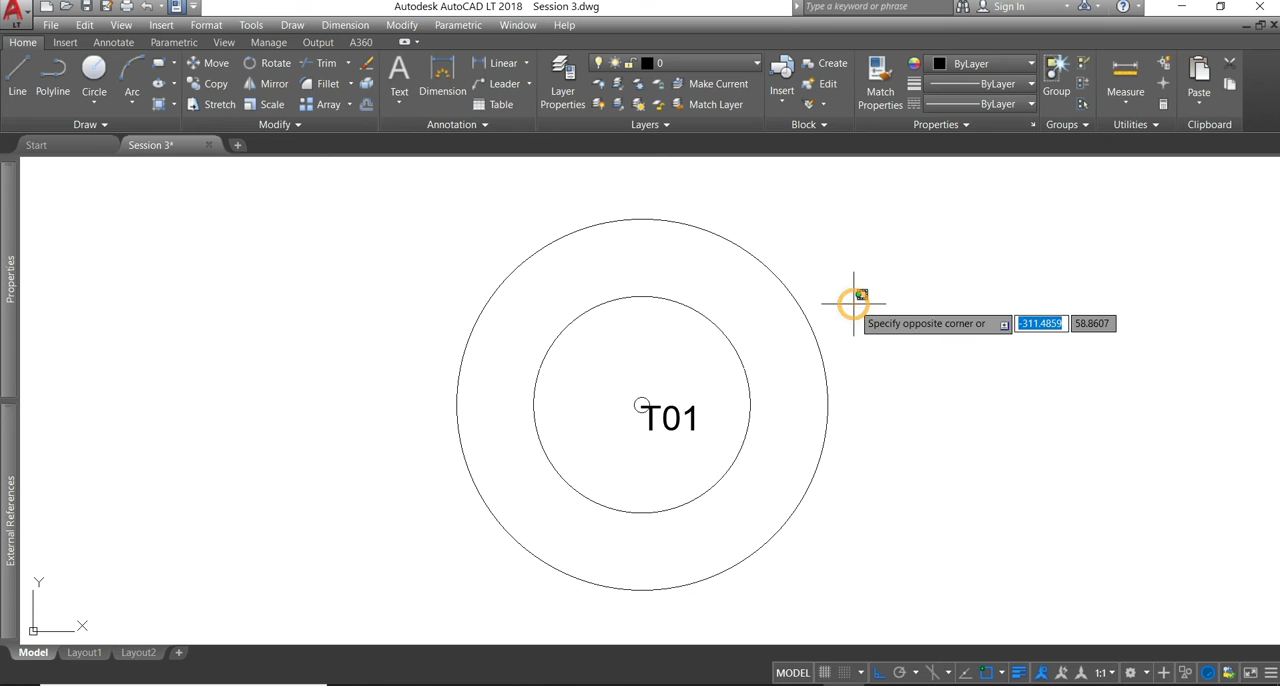 Autodesk AutoCAD LT 2018 Session 3.dwg
Type a keyword or phrase
Sign In
LT
File Edit View Insert Format Tools Draw Dimension Modify Parametric Window Help
Home Insert Annotate Parametric View Manage Output A360
Line Polyline Circle Arc
Move Rotate Trim
Copy Mirror Fillet
Stretch Scale Array
Text Dimension
Linear
Leader
Table
Layer Properties
0
Make Current
Match Layer
Insert
Create
Edit
Match Properties
ByLayer
ByLayer
ByLayer
Group
Measure
Paste
Draw Modify Annotation Layers Block Properties Groups Utilities Clipboard
Start Session 3*
Properties
External References
Specify opposite corner or -311.4859 58.8607
T01
Y
X
Model Layout1 Layout2
MODEL 1:1